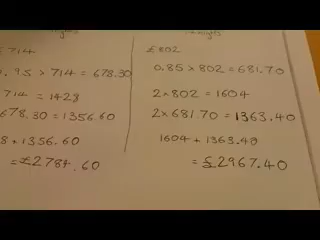 £714
.95 × 714 = 678.30
714 = 1428
678.30 = 1356.60
8 + 1356.60
= £2784.60
£802
0.85 × 802 = 681.70
2 × 802 = 1604
2 × 681.70 = 1363.40
1604 + 1363.40
= £2967.40